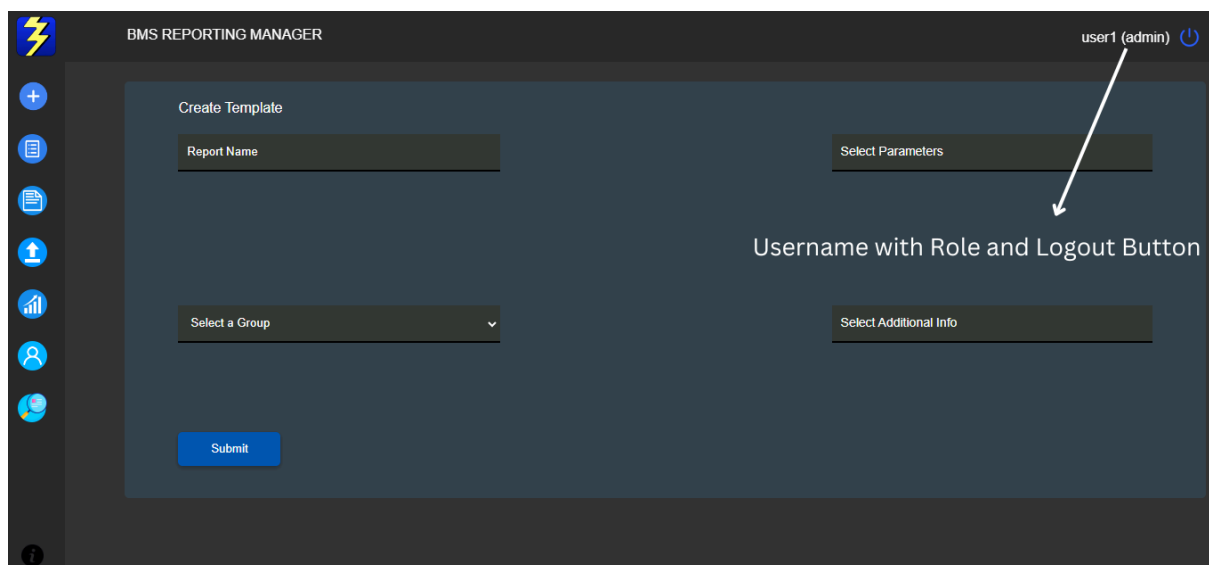 BMS REPORTING MANAGER
user1 (admin)
Create Template
Report Name
Select Parameters
Username with Role and Logout Button
Select a Group
Select Additional Info
Submit